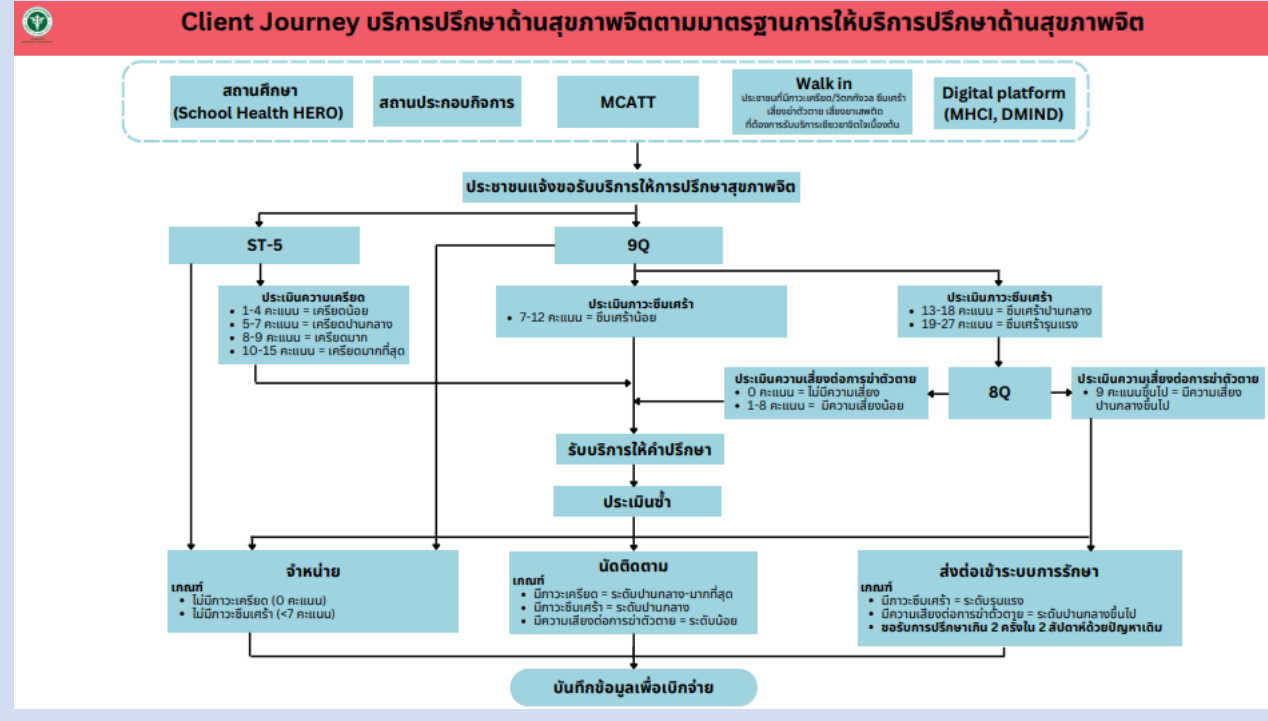 Client Journey บริการปรึกษาด้านสุขภาพจิตตามมาตรฐานการให้บริการปรึกษาด้านสุขภาพจิต
สถานศึกษา
(School Health HERO)
สถานประกอบกิจการ
MCATT
Walk in
ประชาชนที่มีภาวะเครียด/วิตกกังวล ซึมเศร้า
เสี่ยงฆ่าตัวตาย เสี่ยงยาเสพติด
ที่ต้องการรับบริการเยียวยาจิตใจเบื้องต้น
Digital platform
(MHCI, DMIND)
ประชาชนแจ้งขอรับบริการให้การปรึกษาสุขภาพจิต
ST-5
9Q
ประเมินความเครียด
• 1-4 คะแนน = เครียดน้อย
• 5-7 คะแนน = เครียดปานกลาง
• 8-9 คะแนน = เครียดมาก
• 10-15 คะแนน = เครียดมากที่สุด
ประเมินภาวะซึมเศร้า
• 7-12 คะแนน = ซึมเศร้าน้อย
ประเมินภาวะซึมเศร้า
• 13-18 คะแนน = ซึมเศร้าปานกลาง
• 19-27 คะแนน = ซึมเศร้ารุนแรง
ประเมินความเสี่ยงต่อการฆ่าตัวตาย
• 0 คะแนน = ไม่มีความเสี่ยง
• 1-8 คะแนน = มีความเสี่ยงน้อย
8Q
ประเมินความเสี่ยงต่อการฆ่าตัวตาย
• 9 คะแนนขึ้นไป = มีความเสี่ยง
ปานกลางขึ้นไป
รับบริการให้คำปรึกษา
ประเมินซ้ำ
จำหน่าย
เกณฑ์
• ไม่มีภาวะเครียด (0 คะแนน)
• ไม่มีภาวะซึมเศร้า (<7 คะแนน)
นัดติดตาม
เกณฑ์
• มีภาวะเครียด = ระดับปานกลาง-มากที่สุด
• มีภาวะซึมเศร้า = ระดับปานกลาง
• มีความเสี่ยงต่อการฆ่าตัวตาย = ระดับน้อย
ส่งต่อเข้าระบบการรักษา
เกณฑ์
• มีภาวะซึมเศร้า = ระดับรุนแรง
• มีความเสี่ยงต่อการฆ่าตัวตาย = ระดับปานกลางขึ้นไป
• ขอรับการปรึกษาเกิน 2 ครั้งใน 2 สัปดาห์ด้วยปัญหาเดิม
บันทึกข้อมูลเพื่อเบิกจ่าย